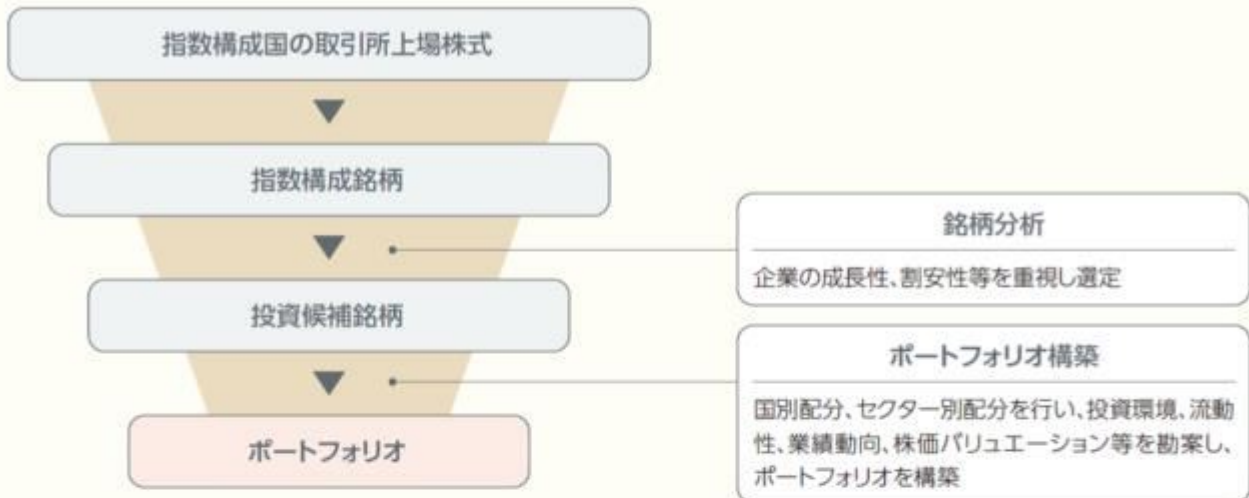 指数構成国の取引所上場株式
指数構成銘柄
投資候補銘柄
ポートフォリオ
銘柄分析
企業の成長性、割安性等を重視し選定
ポートフォリオ構築
国別配分、セクター別配分を行い、投資環境、流動
性、業績動向、株価バリュエーション等を勘案し、
ポートフォリオを構築